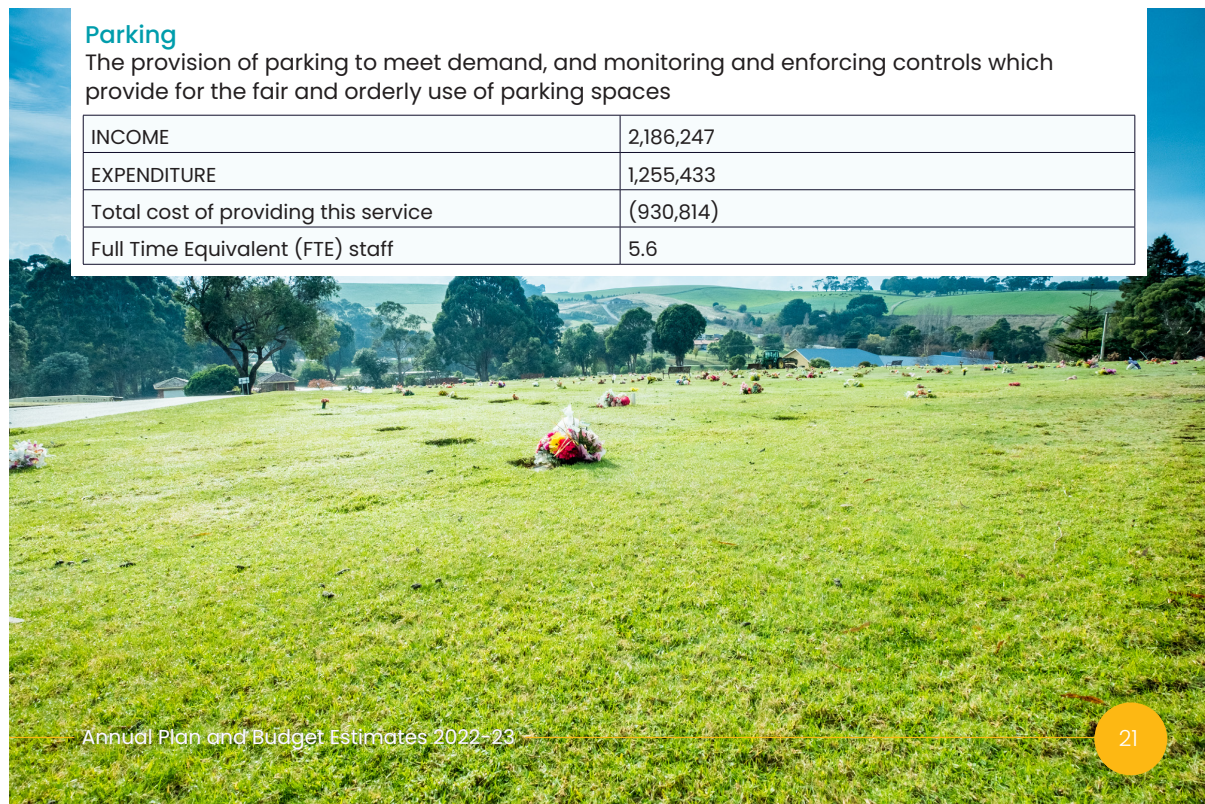 Parking
The provision of parking to meet demand, and monitoring and enforcing controls which
provide for the fair and orderly use of parking spaces
INCOME 2,186,247
EXPENDITURE 1,255,433
Total cost of providing this service (930,814)
Full Time Equivalent (FTE) staff 5.6
Annual Plan and Budget Estimates 2022-23
21